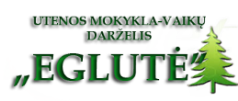 UTENOS MOKYKLA-VAIKŲ
DARŽELIS
„EGLUTĖ“